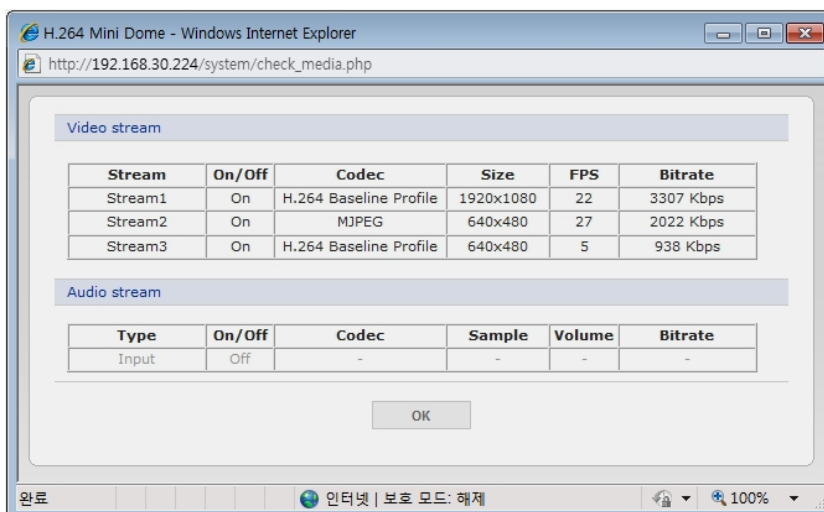 H.264 Mini Dome - Windows Internet Explorer
http://192.168.30.224/system/check_media.php
Video stream
Stream On/Off Codec Size FPS Bitrate
Stream1 On H.264 Baseline Profile 1920x1080 22 3307 Kbps
Stream2 On MJPEG 640x480 27 2022 Kbps
Stream3 On H.264 Baseline Profile 640x480 5 938 Kbps
Audio stream
Type On/Off Codec Sample Volume Bitrate
Input Off - - - -
OK
완료 인터넷 | 보호 모드: 해제 100%